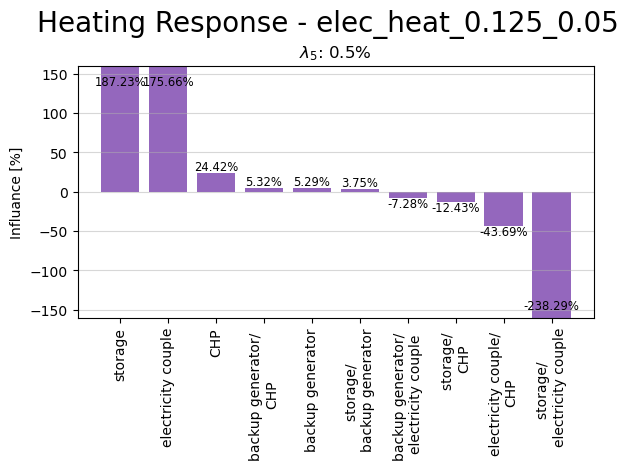 Heating Response - elec_heat_0.125_0.05
λ₅: 0.5%
Influance [%]
150
100
50
0
−50
−100
−150
187.23%
175.66%
24.42%
5.32%
5.29%
3.75%
-7.28%
-12.43%
-43.69%
-238.29%
storage
electricity couple
CHP
backup generator/
CHP
backup generator
storage/
backup generator
backup generator/
electricity couple
storage/
CHP
electricity couple/
CHP
storage/
electricity couple